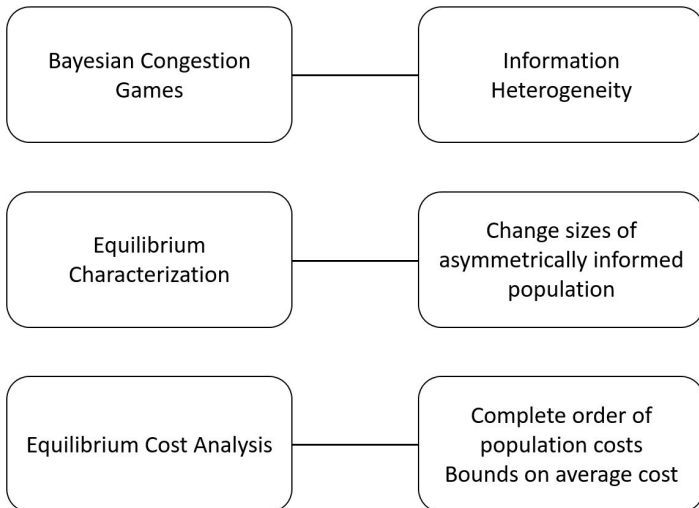 Bayesian Congestion
Games
Information
Heterogeneity
Equilibrium
Characterization
Change sizes of
asymmetrically informed
population
Equilibrium Cost Analysis
Complete order of
population costs
Bounds on average cost